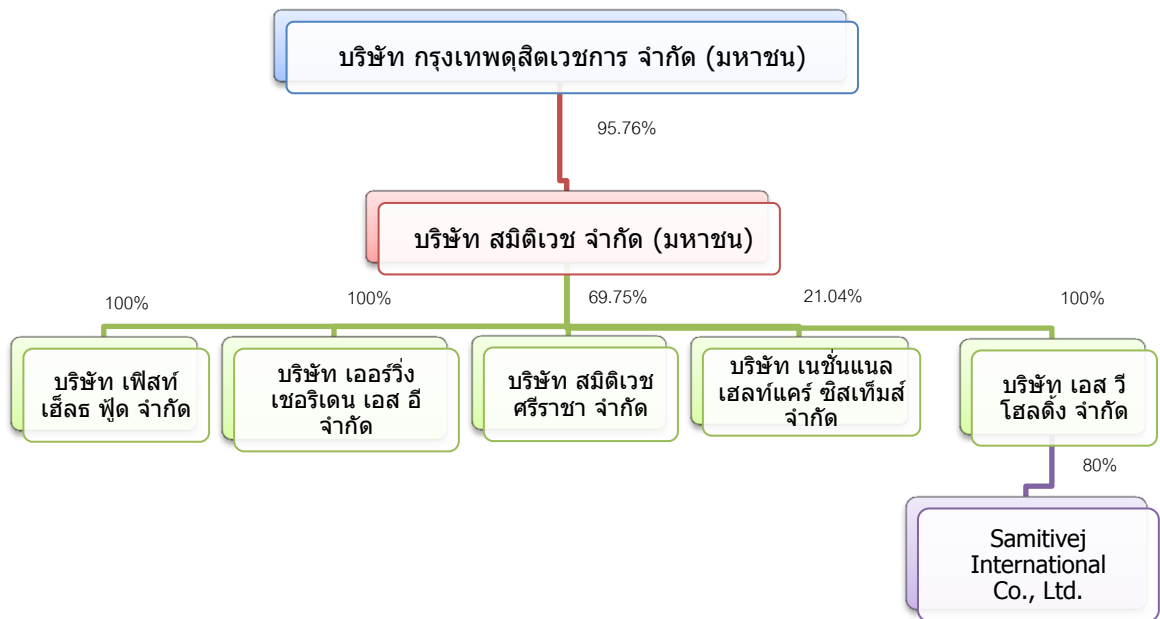 บริษัท กรุงเทพดุสิตเวชการ จำกัด (มหาชน)
95.76%
บริษัท สมิติเวช จำกัด (มหาชน)
100%
100%
69.75%
21.04%
100%
บริษัท เฟิสท์
เฮ็ลธ ฟู้ด จำกัด
บริษัท เออร์วิ่ง
เชอริเดน เอส อี
จำกัด
บริษัท สมิติเวช
ศรีราชา จำกัด
บริษัท เนชั่นแนล
เฮลท์แคร์ ซิสเท็มส์
จำกัด
บริษัท เอส วี
โฮลดิ้ง จำกัด
80%
Samitivej
International
Co., Ltd.